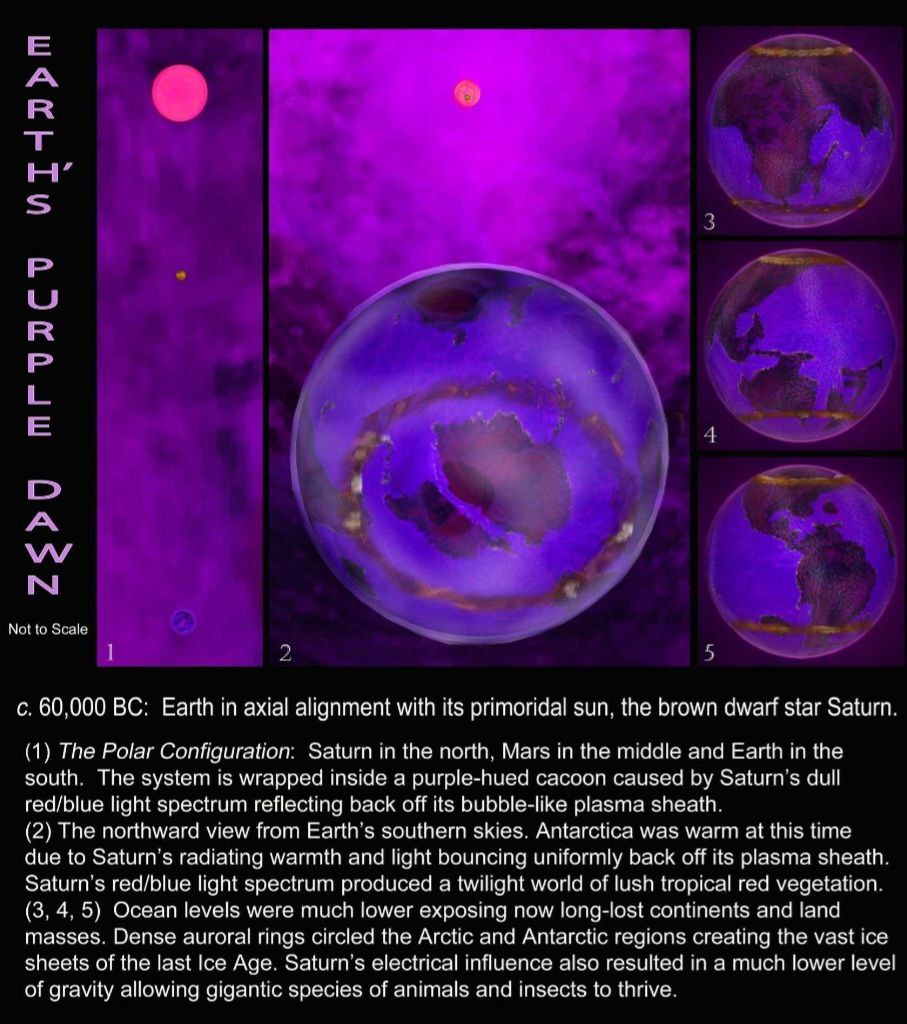 EARTH'S PURPLE DAWN
Not to Scale
1
2
3
4
5
c. 60,000 BC: Earth in axial alignment with its primoridal sun, the brown dwarf star Saturn.
(1) The Polar Configuration: Saturn in the north, Mars in the middle and Earth in the
south. The system is wrapped inside a purple-hued cacoon caused by Saturn's dull
red/blue light spectrum reflecting back off its bubble-like plasma sheath.
(2) The northward view from Earth's southern skies. Antarctica was warm at this time
due to Saturn's radiating warmth and light bouncing uniformly back off its plasma sheath.
Saturn's red/blue light spectrum produced a twilight world of lush tropical red vegetation.
(3, 4, 5) Ocean levels were much lower exposing now long-lost continents and land
masses. Dense auroral rings circled the Arctic and Antarctic regions creating the vast ice
sheets of the last Ice Age. Saturn's electrical influence also resulted in a much lower level
of gravity allowing gigantic species of animals and insects to thrive.